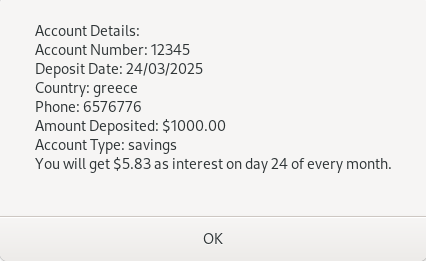 Account Details:
Account Number: 12345
Deposit Date: 24/03/2025
Country: greece
Phone: 6576776
Amount Deposited: $1000.00
Account Type: savings
You will get $5.83 as interest on day 24 of every month.
OK